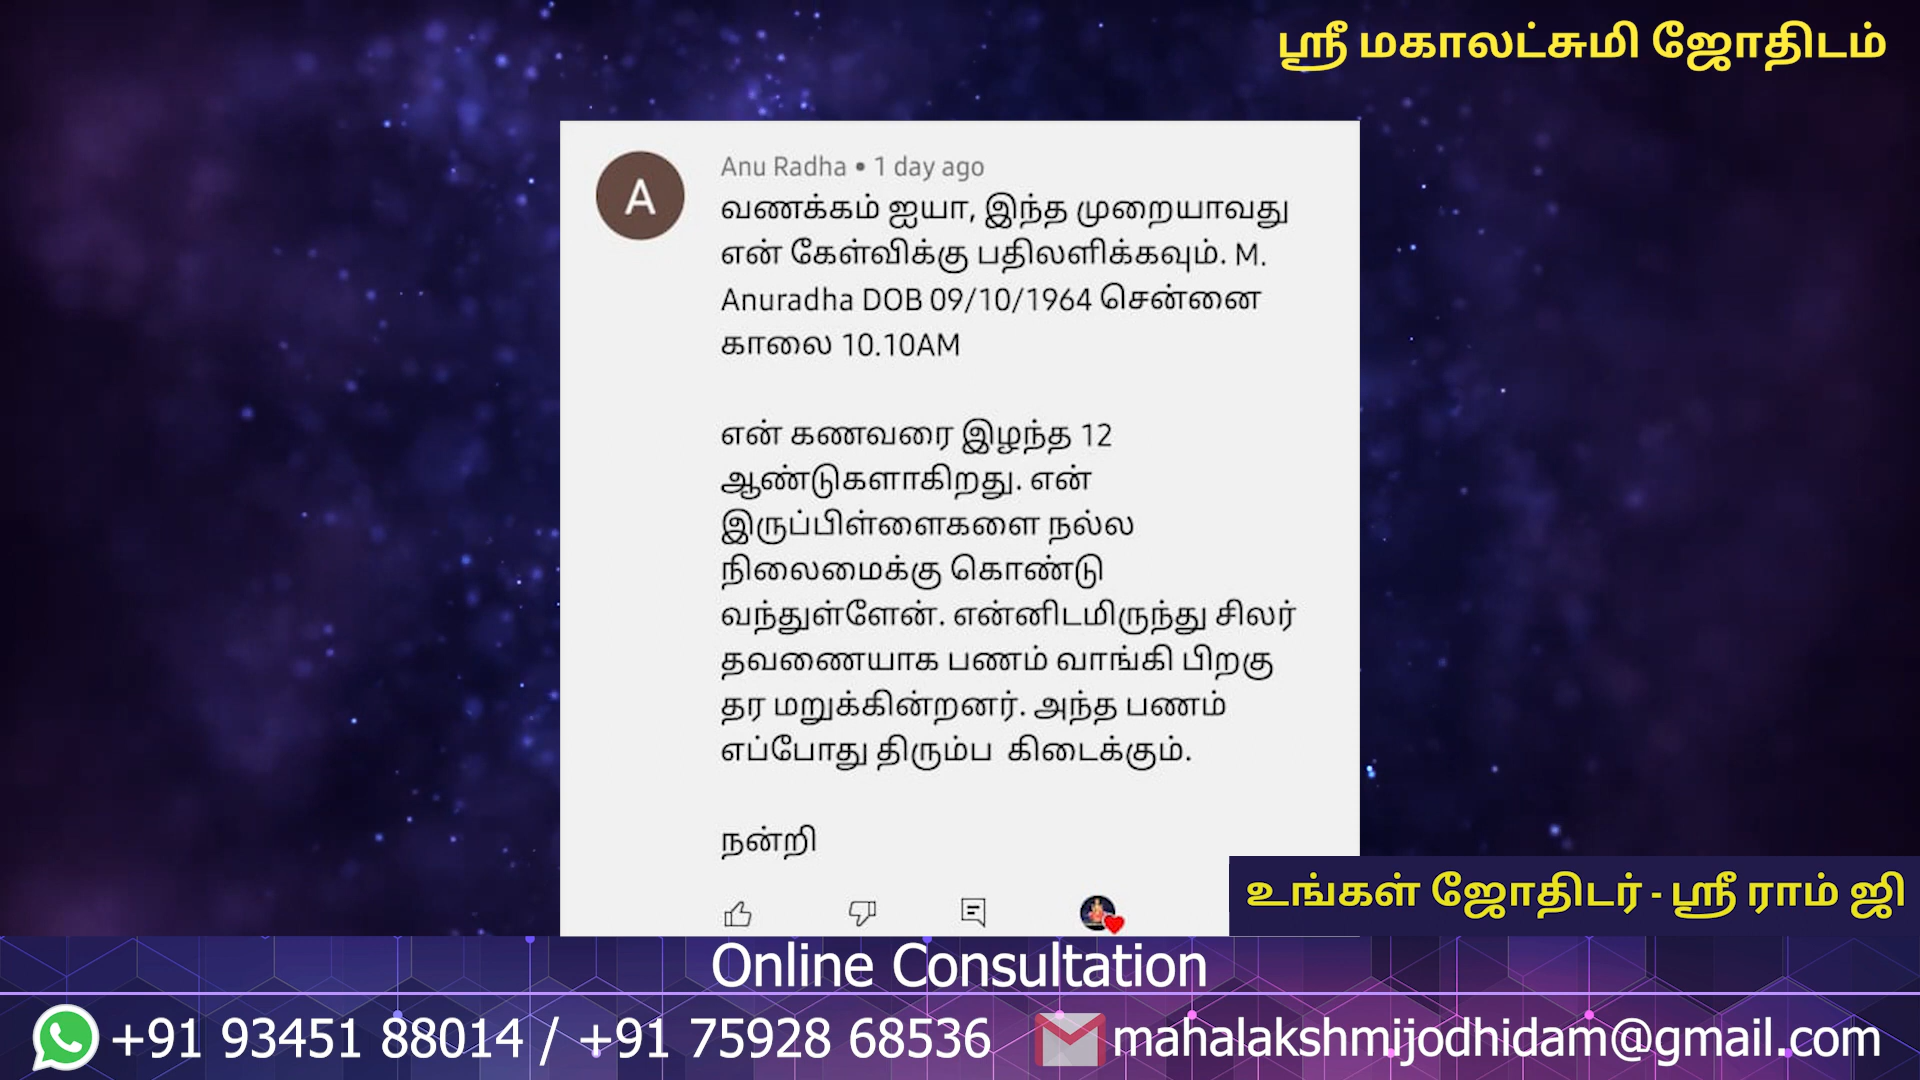 ஸ்ரீ மகாலட்சுமி ஜோதிடம்
A
Anu Radha • 1 day ago
வணக்கம் ஐயா, இந்த முறையாவது
என் கேள்விக்கு பதிலளிக்கவும். M.
Anuradha DOB 09/10/1964 சென்னை
காலை 10.10AM
என் கணவரை இழந்த 12
ஆண்டுகளாகிறது. என்
இருப்பிள்ளைகளை நல்ல
நிலைமைக்கு கொண்டு
வந்துள்ளேன். என்னிடமிருந்து சிலர்
தவணையாக பணம் வாங்கி பிறகு
தர மறுக்கின்றனர். அந்த பணம்
எப்போது திரும்ப கிடைக்கும்.
நன்றி
உங்கள் ஜோதிடர் - ஸ்ரீ ராம் ஜி
Online Consultation
+91 93451 88014 / +91 75928 68536 mahalakshmijodhidam@gmail.com